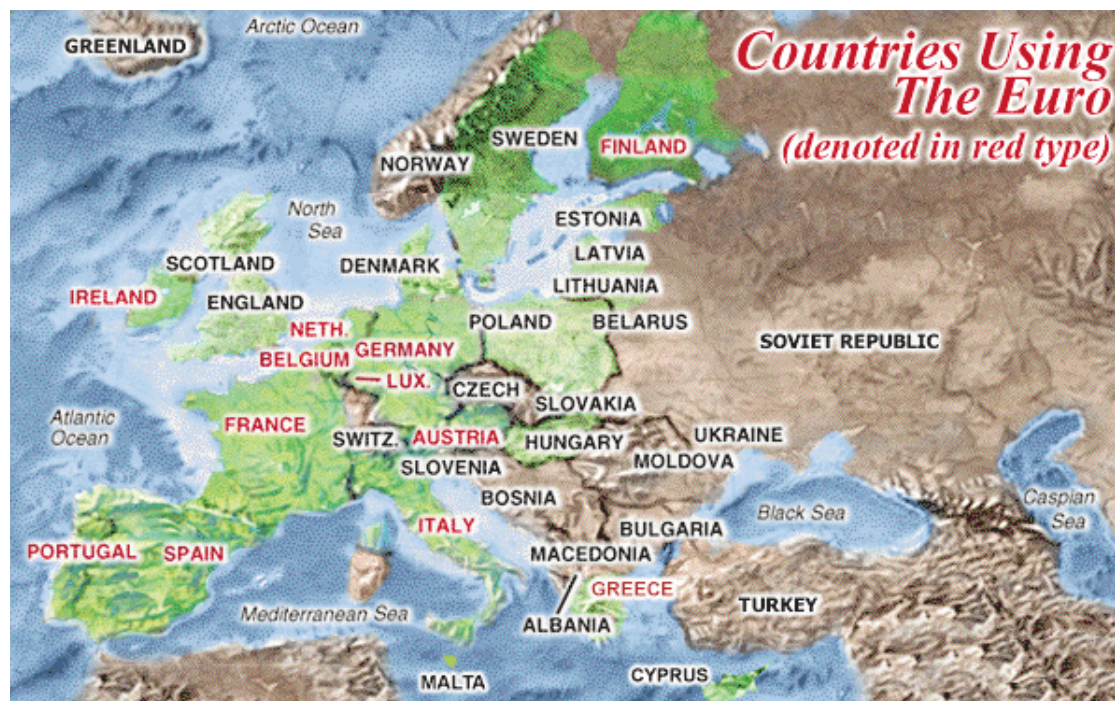 Countries Using
The Euro
(denoted in red type)
Arctic Ocean
GREENLAND
SWEDEN
FINLAND
NORWAY
North
Sea
ESTONIA
LATVIA
SCOTLAND
DENMARK
LITHUANIA
IRELAND
ENGLAND
NETH.
POLAND
BELARUS
SOVIET REPUBLIC
BELGIUM
GERMANY
LUX.
CZECH
SLOVAKIA
Atlantic
Ocean
FRANCE
SWITZ.
AUSTRIA
HUNGARY
UKRAINE
MOLDOVA
SLOVENIA
BOSNIA
Caspian
Sea
Black Sea
ITALY
BULGARIA
PORTUGAL
SPAIN
MACEDONIA
GREECE
TURKEY
Mediterranean Sea
ALBANIA
MALTA
CYPRUS